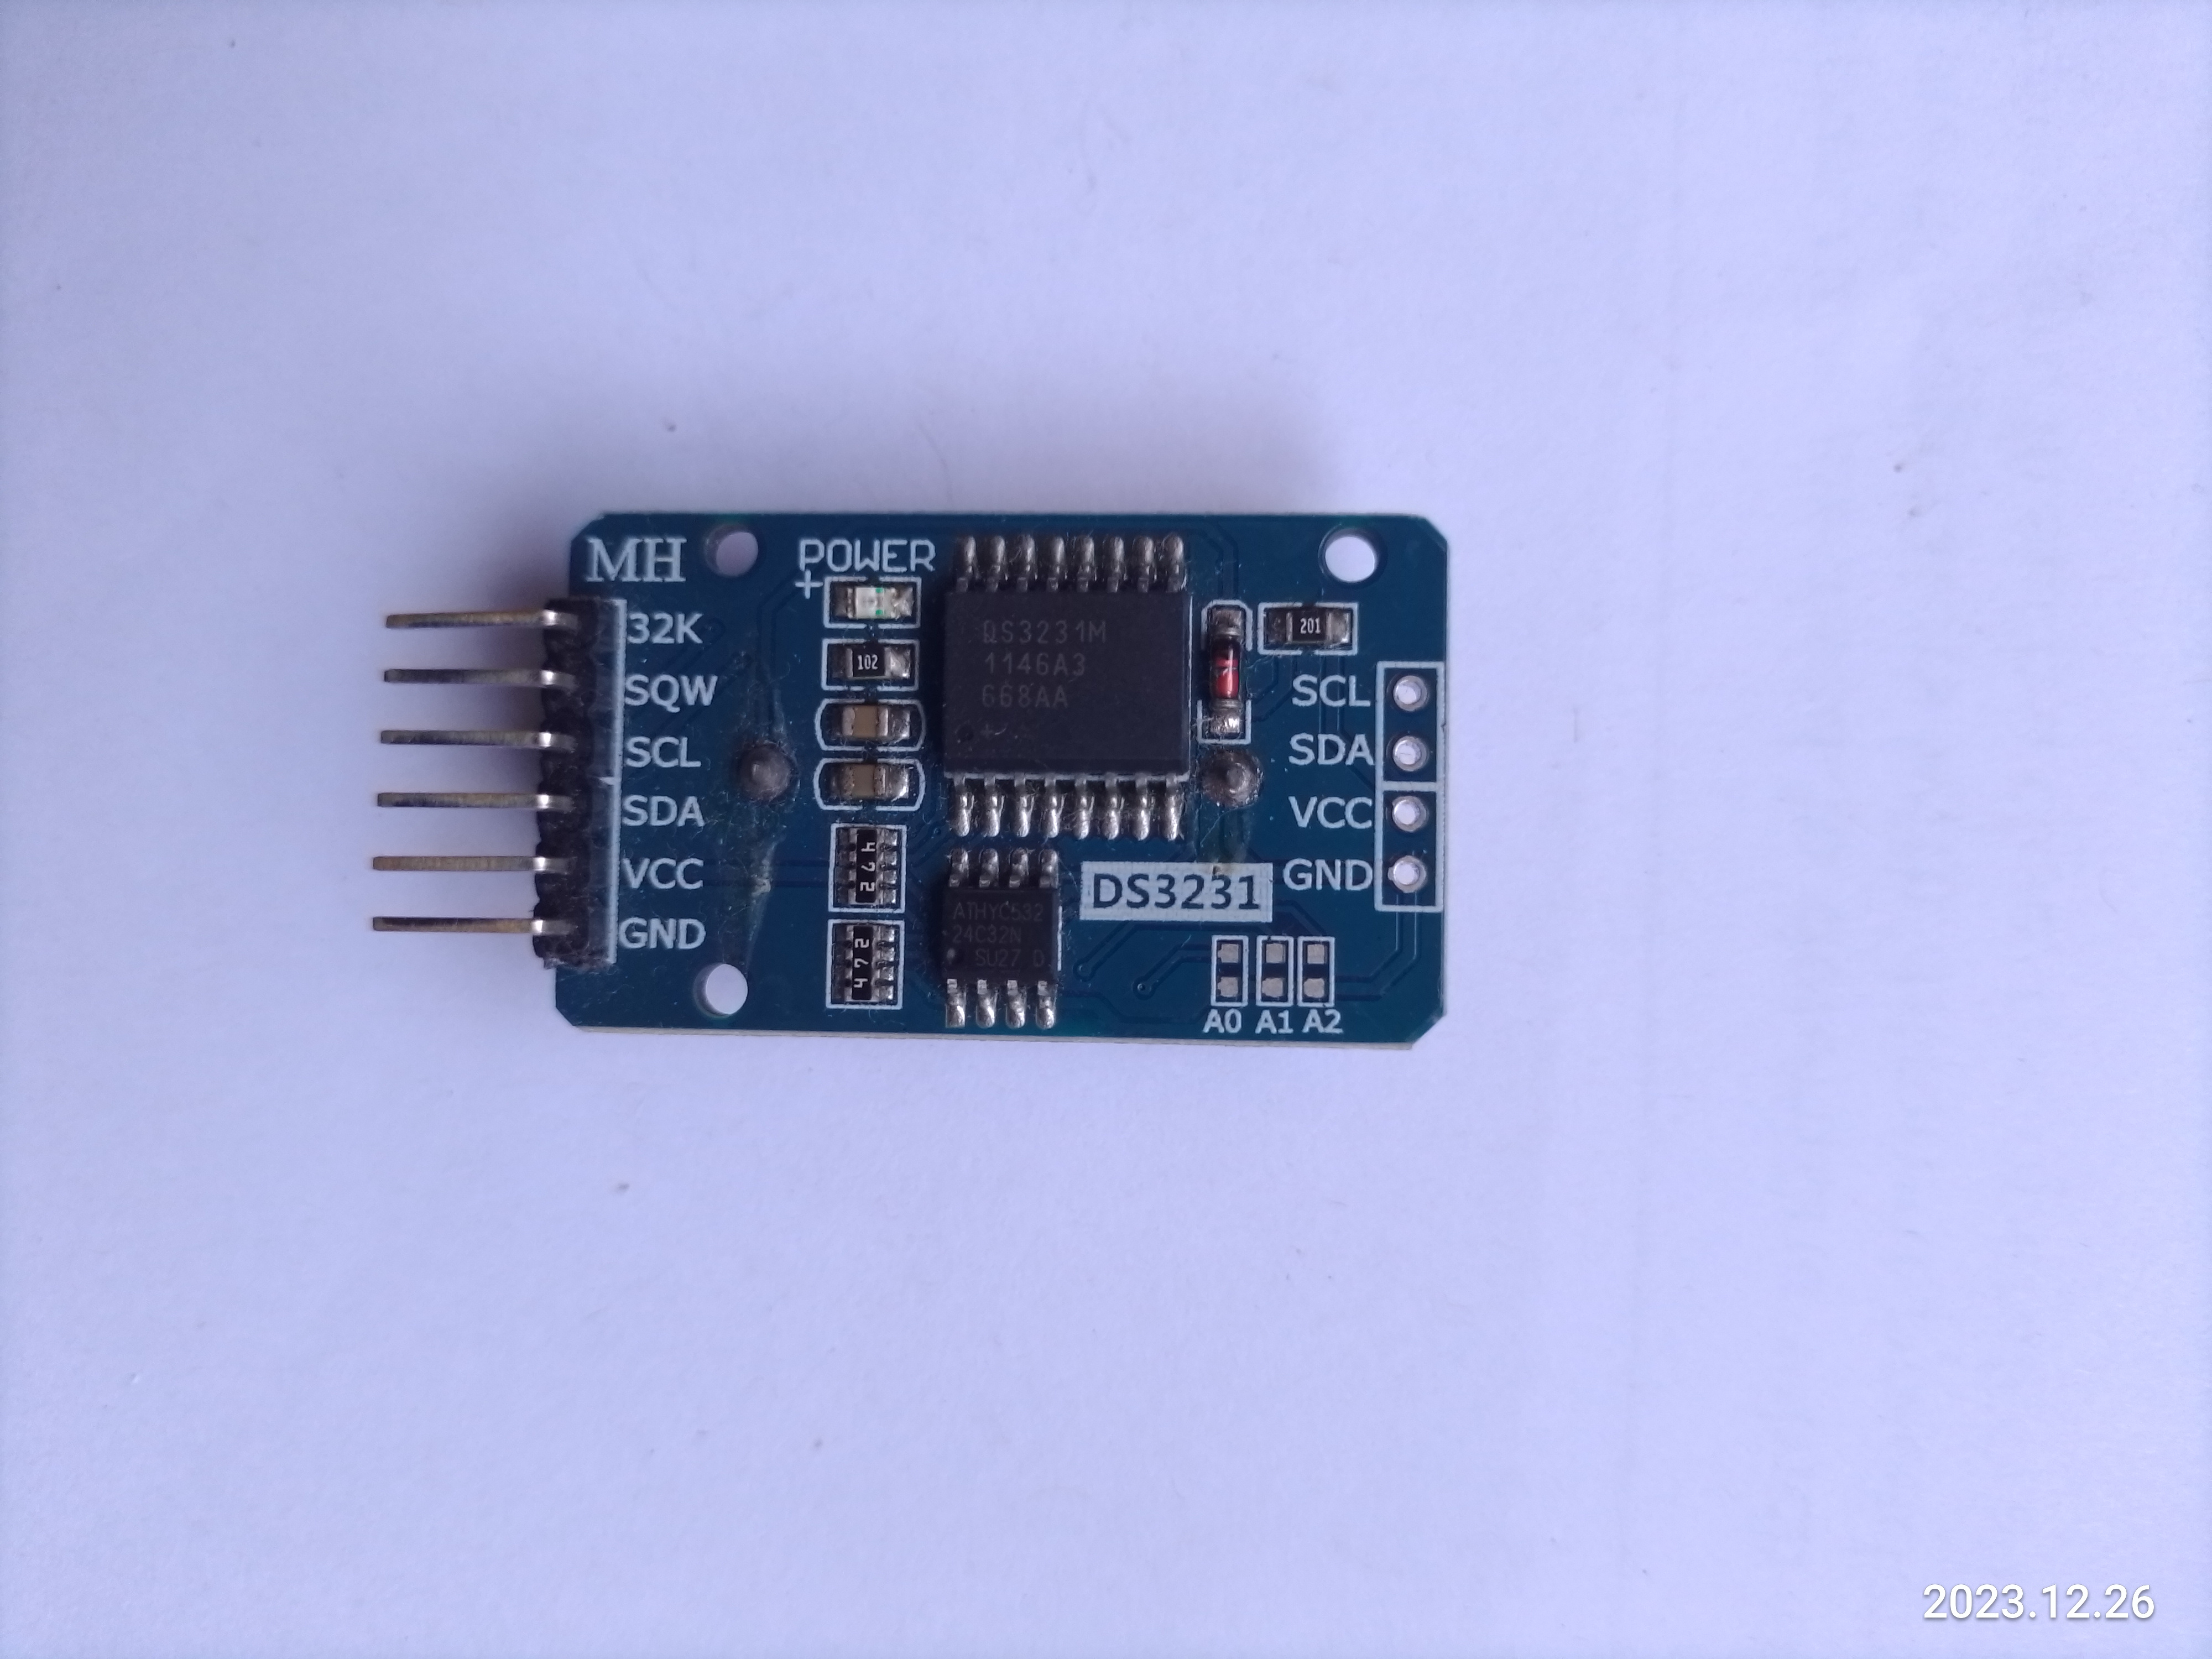 MH
POWER
+
32K
SQW
SCL
SDA
VCC
GND
102
472
472
DS3231M
1146A3
668AA
ATHYC532
24C32N
SU27 D
201
SCL
SDA
VCC
GND
DS3231
A0 A1 A2
2023.12.26